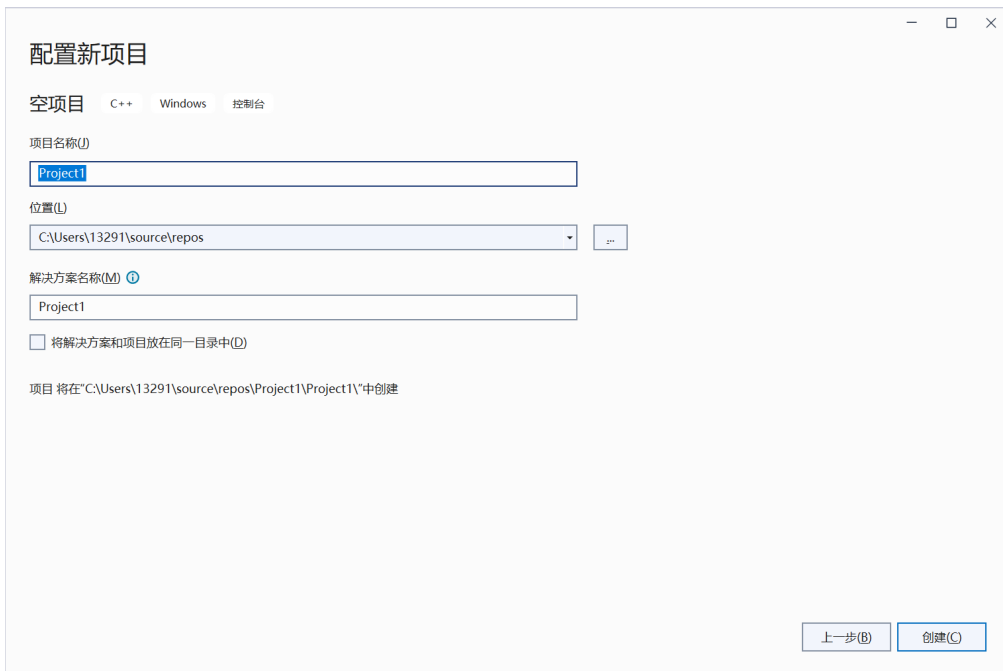 配置新项目
空项目 C++ Windows 控制台
项目名称(J)
Project1
位置(L)
C:\Users\13291\source\repos
...
解决方案名称(M)
Project1
将解决方案和项目放在同一目录中(D)
项目 将在"C:\Users\13291\source\repos\Project1\Project1\"中创建
上一步(B) 创建(C)